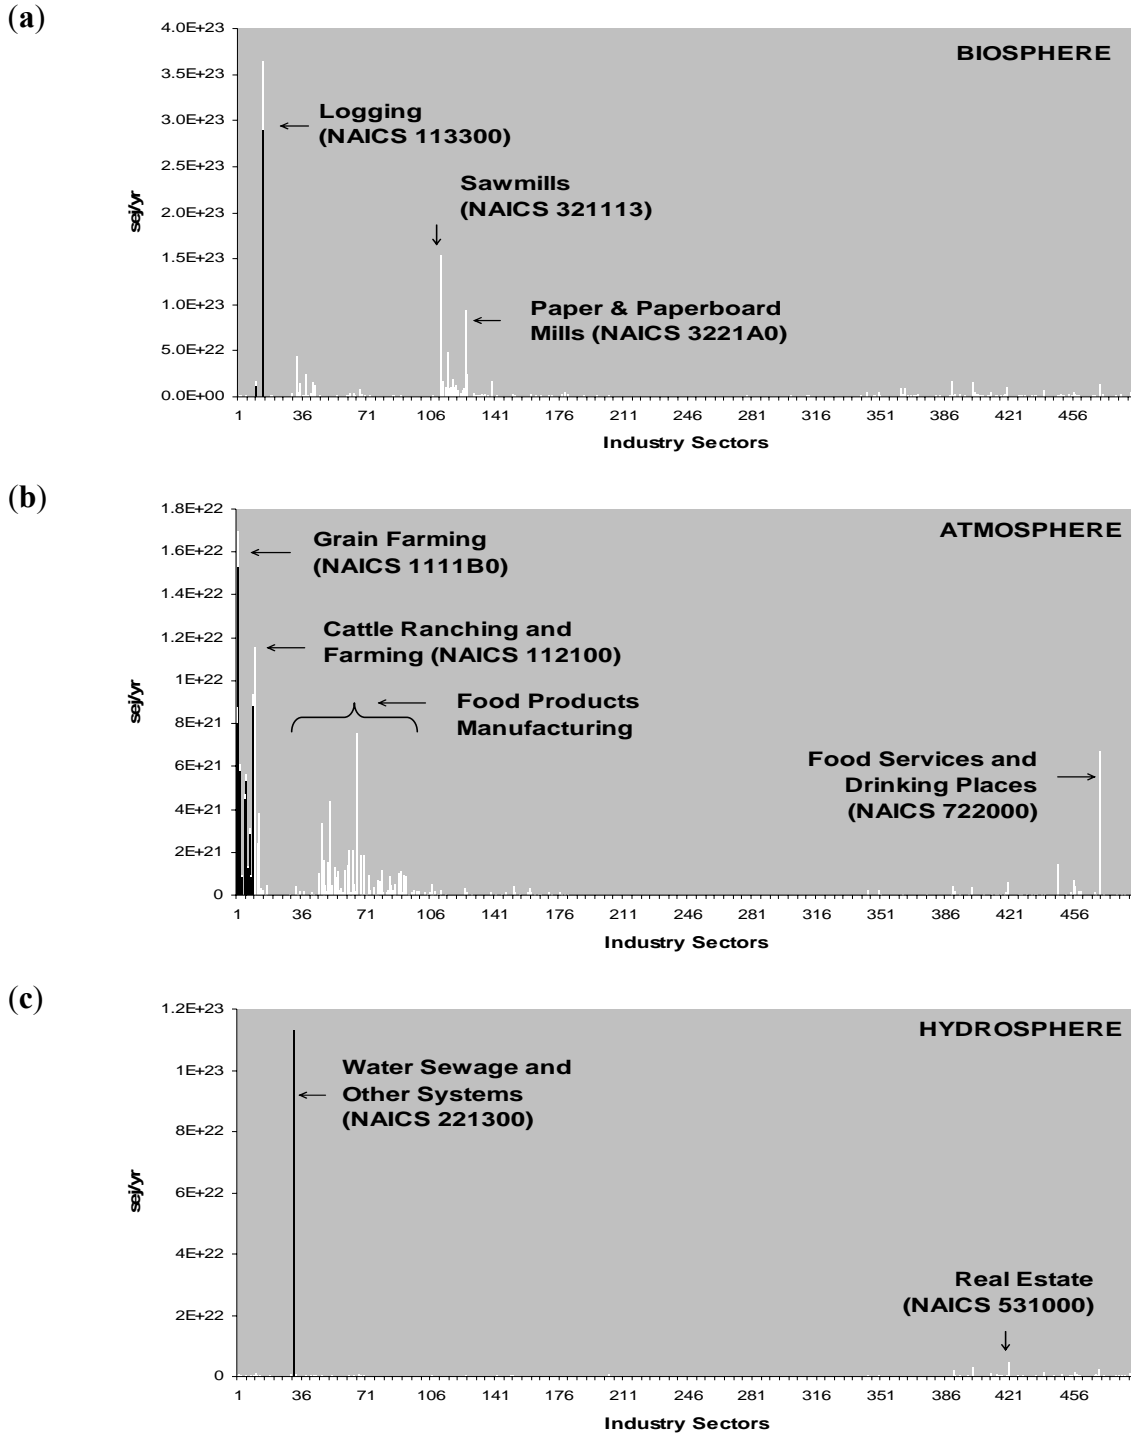 (a)
BIOSPHERE
4.0E+23
3.5E+23
3.0E+23
2.5E+23
2.0E+23
1.5E+23
1.0E+23
5.0E+22
0.0E+00
sej/yr
Logging
(NAICS 113300)
Sawmills
(NAICS 321113)
Paper & Paperboard
Mills (NAICS 3221A0)
1 36 71 106 141 176 211 246 281 316 351 386 421 456
Industry Sectors
(b)
ATMOSPHERE
1.8E+22
1.6E+22
1.4E+22
1.2E+22
1E+22
8E+21
6E+21
4E+21
2E+21
0
sej/yr
Grain Farming
(NAICS 1111B0)
Cattle Ranching and
Farming (NAICS 112100)
Food Products
Manufacturing
Food Services and
Drinking Places
(NAICS 722000)
1 36 71 106 141 176 211 246 281 316 351 386 421 456
Industry Sectors
(c)
HYDROSPHERE
1.2E+23
1E+23
8E+22
6E+22
4E+22
2E+22
0
sej/yr
Water Sewage and
Other Systems
(NAICS 221300)
Real Estate
(NAICS 531000)
1 36 71 106 141 176 211 246 281 316 351 386 421 456
Industry Sectors